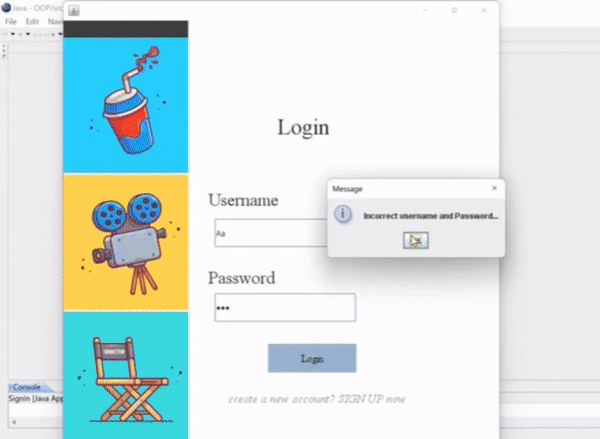 Java - OOP/src
File Edit Nav
Login
Message
Incorrect username and Password...
Username
Aa
Password
•••
Login
create a new account? SIGN UP now
DIRECTOR
Console
SignIn [Java App